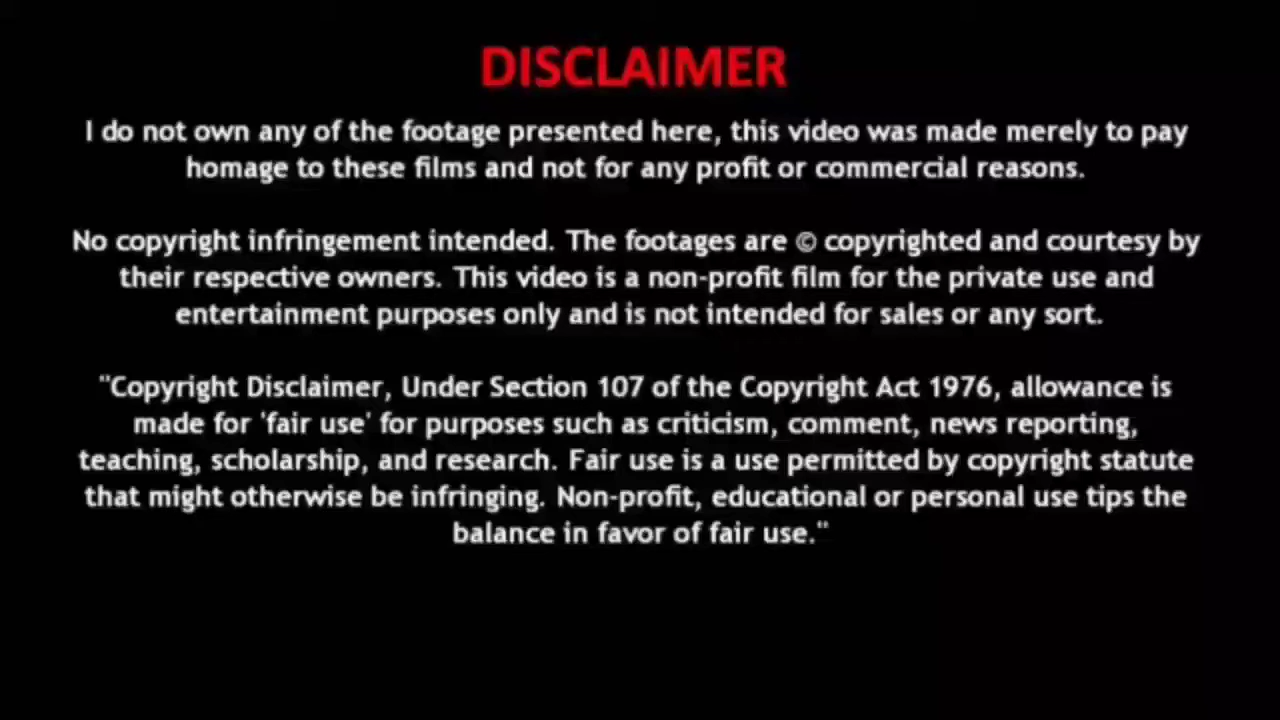 DISCLAIMER
I do not own any of the footage presented here, this video was made merely to pay
homage to these films and not for any profit or commercial reasons.
No copyright infringement intended. The footages are © copyrighted and courtesy by
their respective owners. This video is a non-profit film for the private use and
entertainment purposes only and is not intended for sales or any sort.
"Copyright Disclaimer, Under Section 107 of the Copyright Act 1976, allowance is
made for 'fair use' for purposes such as criticism, comment, news reporting,
teaching, scholarship, and research. Fair use is a use permitted by copyright statute
that might otherwise be infringing. Non-profit, educational or personal use tips the
balance in favor of fair use."